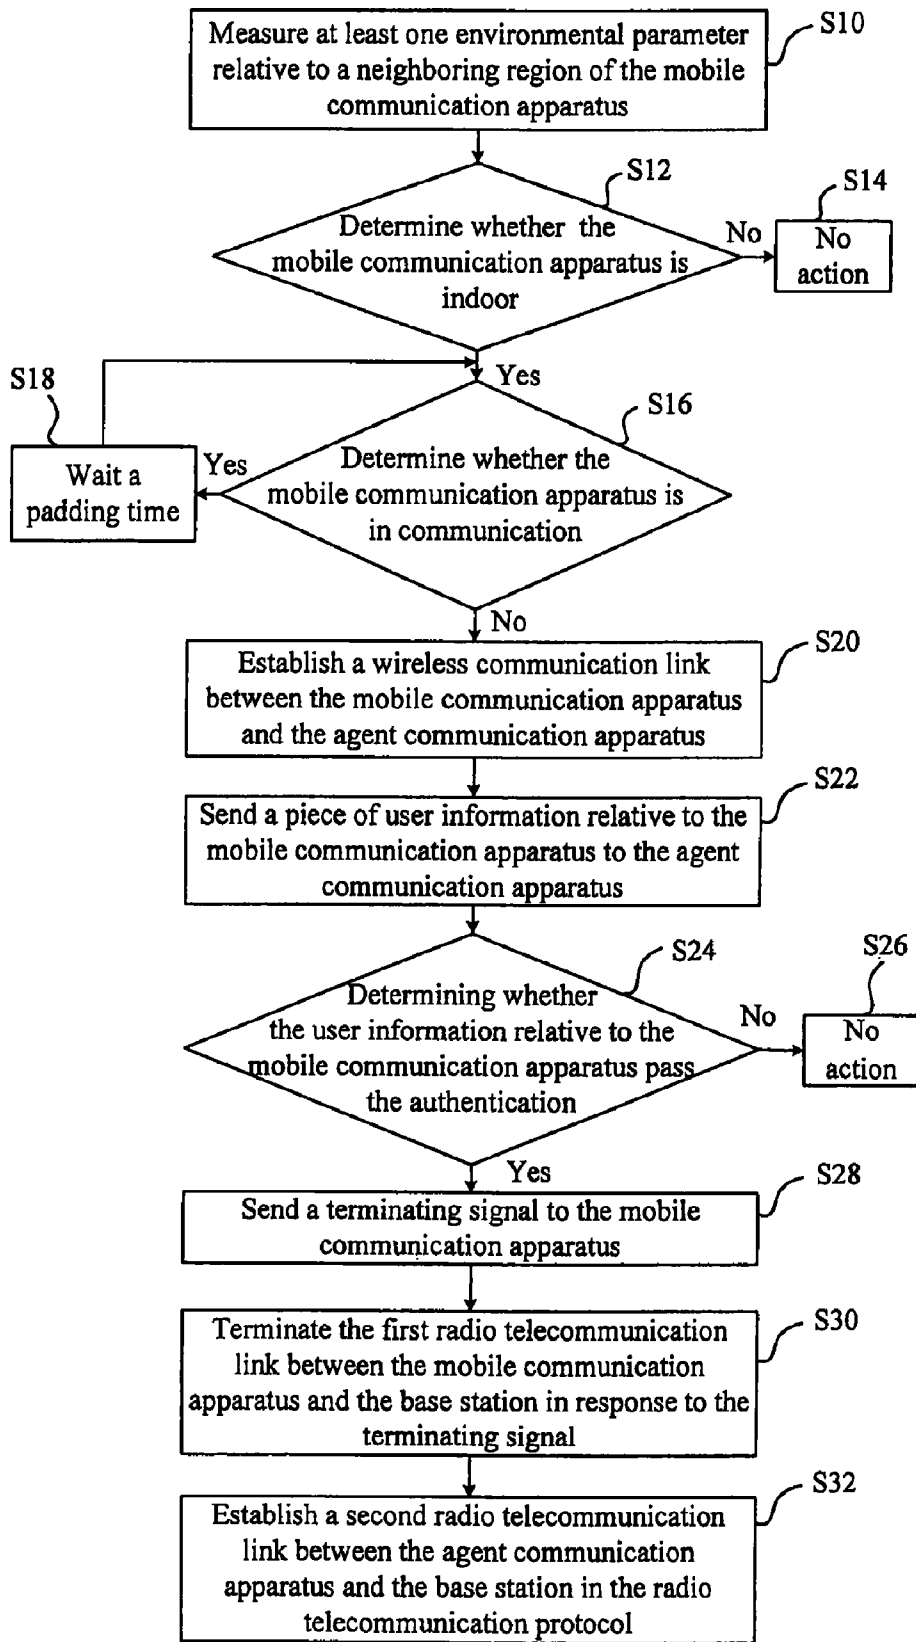 Measure at least one environmental parameter
relative to a neighboring region of the mobile
communication apparatus
S10
S12
Determine whether the
mobile communication apparatus is
indoor
No
S14
No
action
Yes
S18
Wait a
padding time
Yes
S16
Determine whether the
mobile communication apparatus is
in communication
No
S20
Establish a wireless communication link
between the mobile communication apparatus
and the agent communication apparatus
S22
Send a piece of user information relative to the
mobile communication apparatus to the agent
communication apparatus
S24
Determining whether
the user information relative to the
mobile communication apparatus pass
the authentication
No
S26
No
action
Yes
S28
Send a terminating signal to the mobile
communication apparatus
S30
Terminate the first radio telecommunication
link between the mobile communication
apparatus and the base station in response to the
terminating signal
S32
Establish a second radio telecommunication
link between the agent communication
apparatus and the base station in the radio
telecommunication protocol